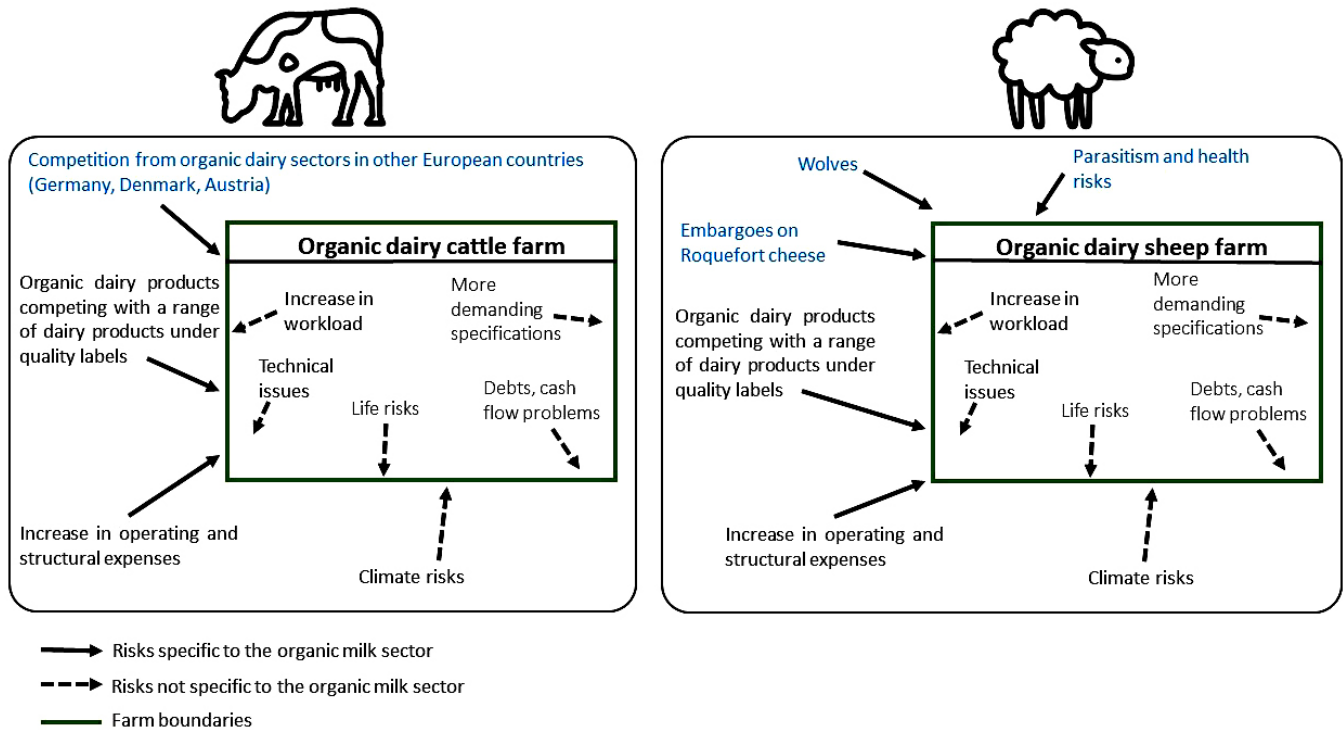 Competition from organic dairy sectors in other European countries
(Germany, Denmark, Austria)
Organic dairy cattle farm
Organic dairy products
competing with a range
of dairy products under
quality labels
Increase in
workload
More
demanding
specifications
Technical
issues
Life risks
Debts, cash
flow problems
Increase in operating and
structural expenses
Climate risks
Wolves
Parasitism and health
risks
Embargoes on
Roquefort cheese
Organic dairy sheep farm
Organic dairy products
competing with a range
of dairy products under
quality labels
Increase in
workload
More
demanding
specifications
Technical
issues
Life risks
Debts, cash
flow problems
Increase in operating and
structural expenses
Climate risks
Risks specific to the organic milk sector
Risks not specific to the organic milk sector
Farm boundaries